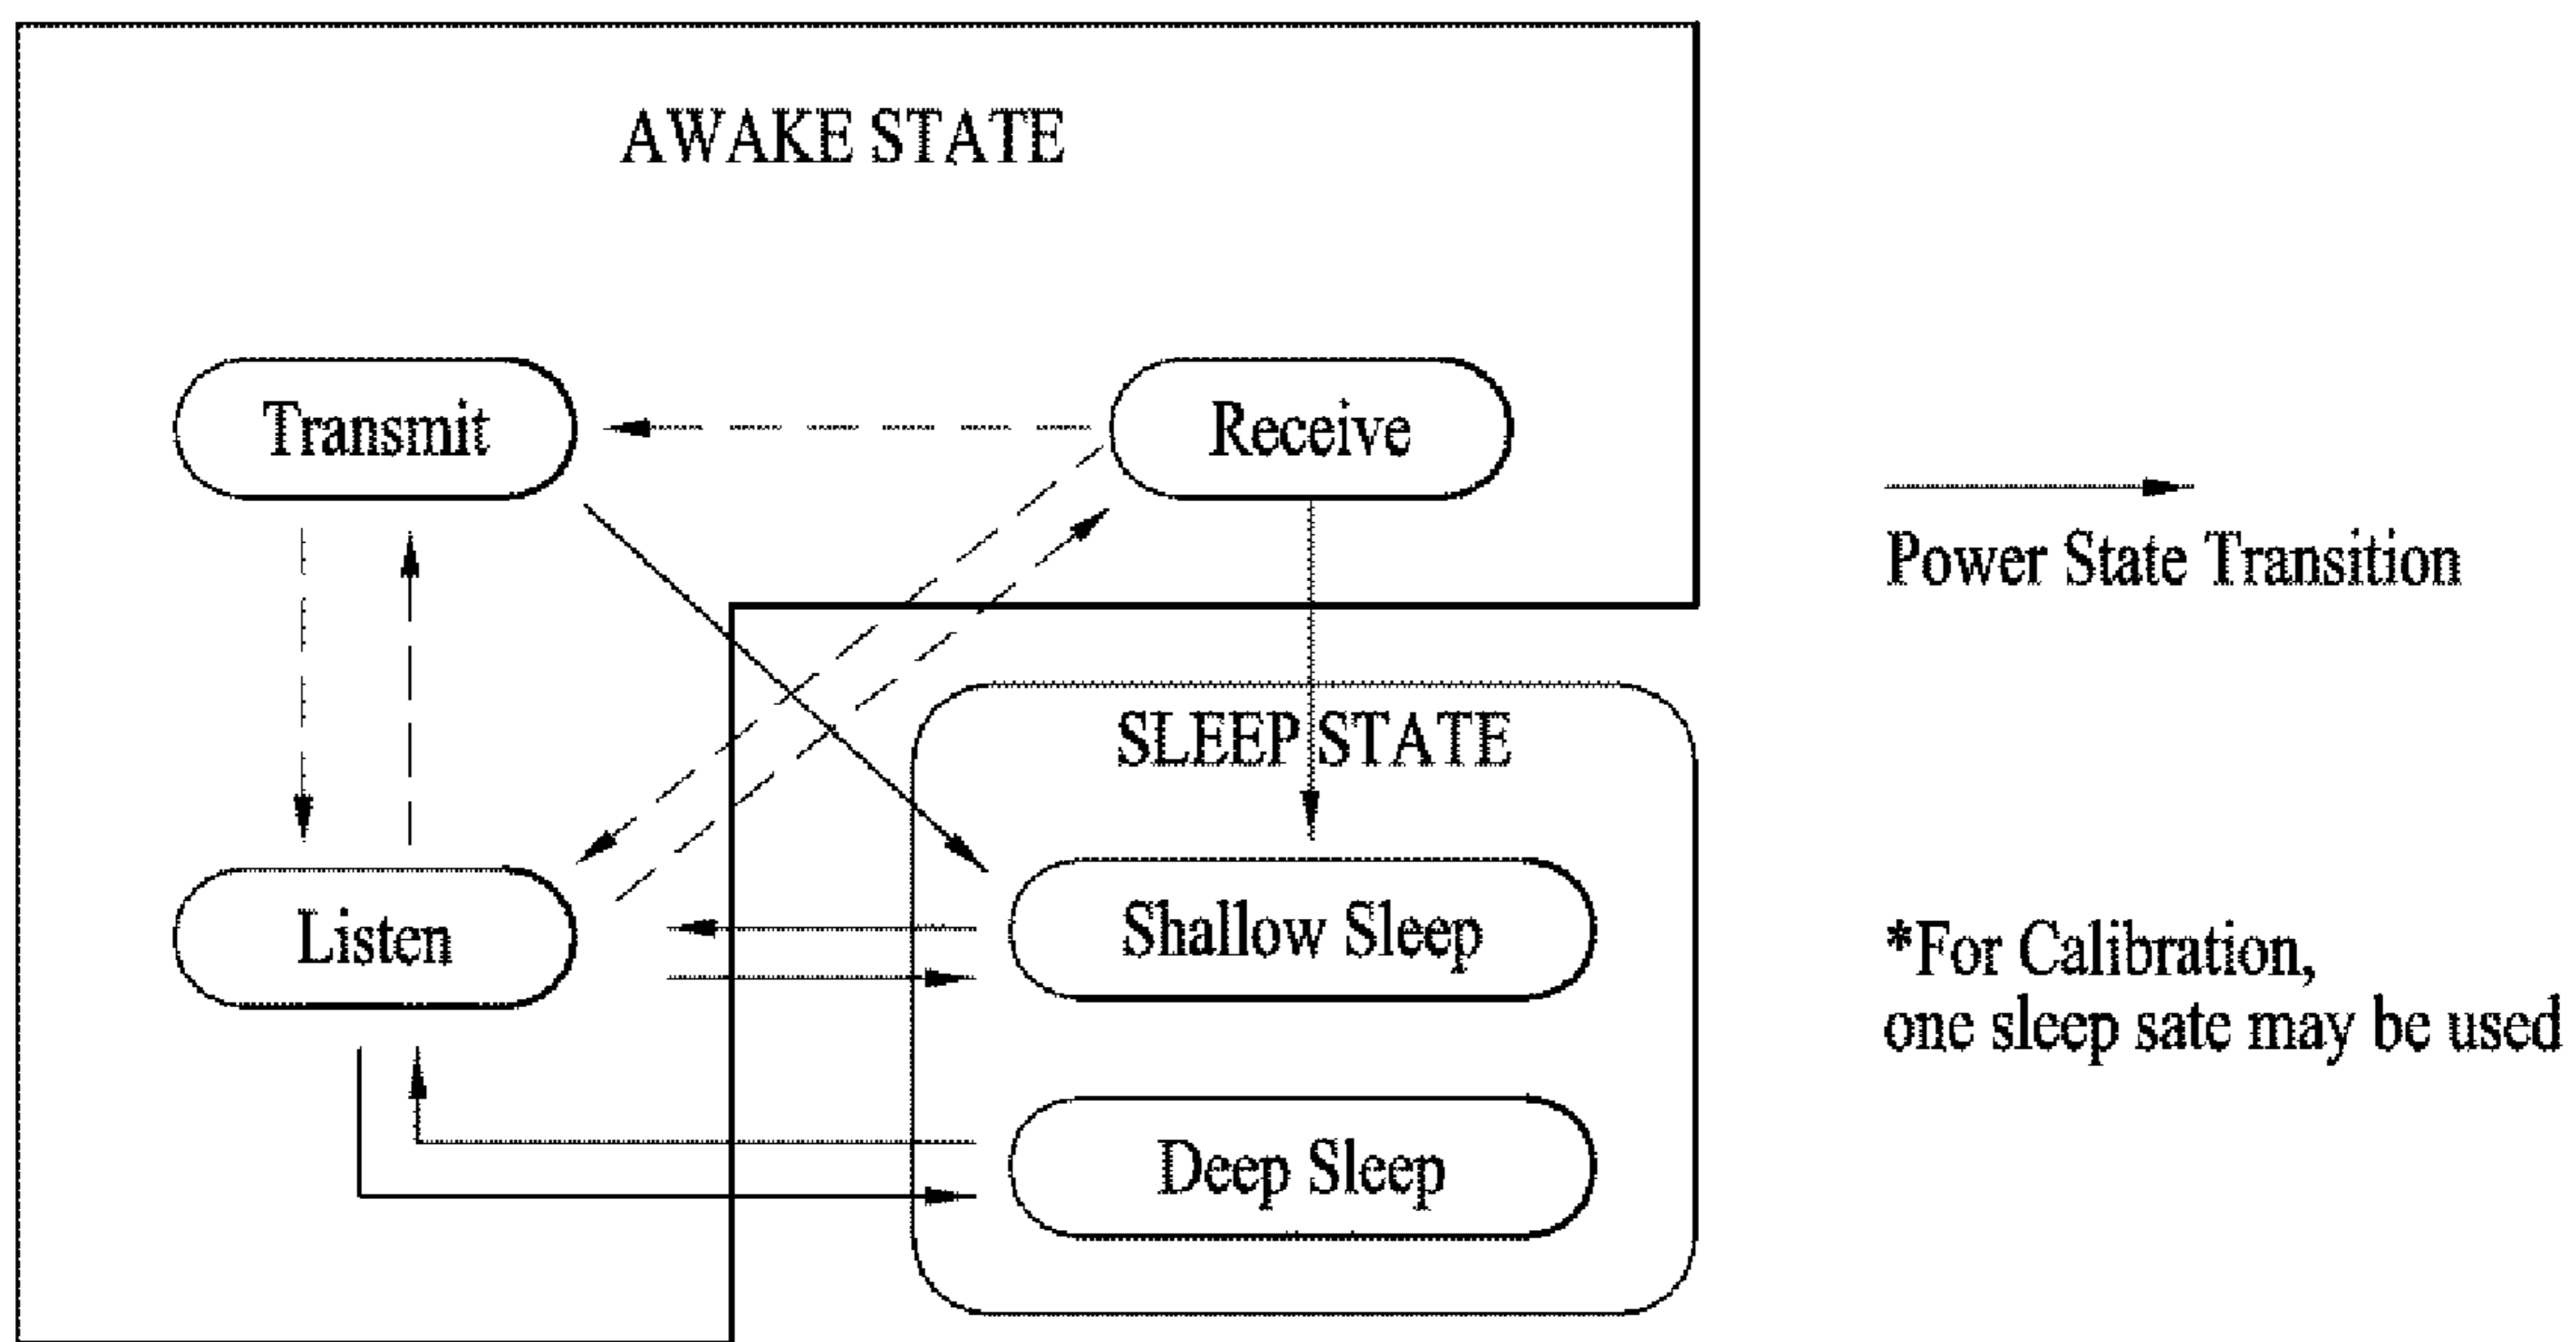 AWAKE STATE
Transmit
Receive
Power State Transition
SLEEP STATE
Listen
Shallow Sleep
*For Calibration,
one sleep sate may be used
Deep Sleep